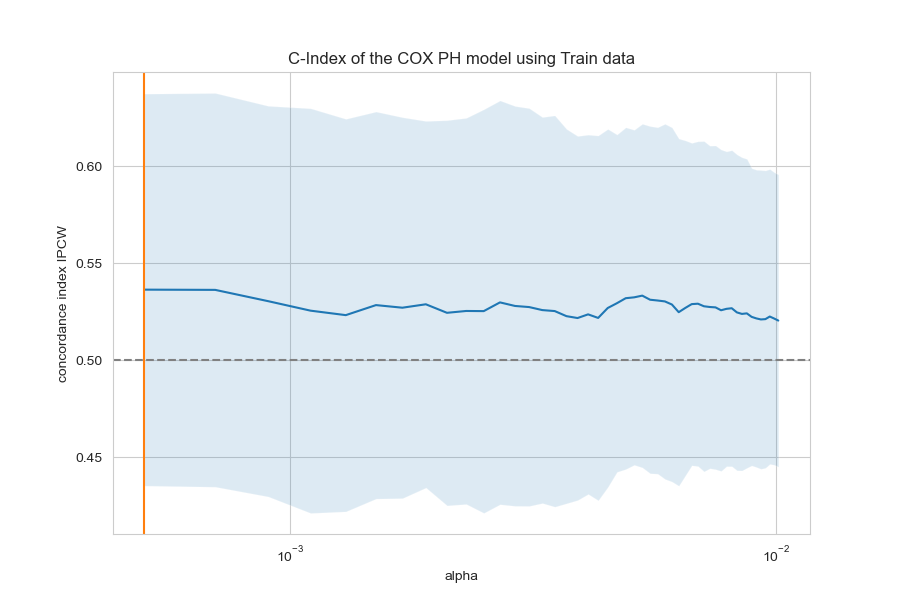 C-Index of the COX PH model using Train data
concordance index IPCW
0.60
0.55
0.50
0.45
10⁻³
10⁻²
alpha